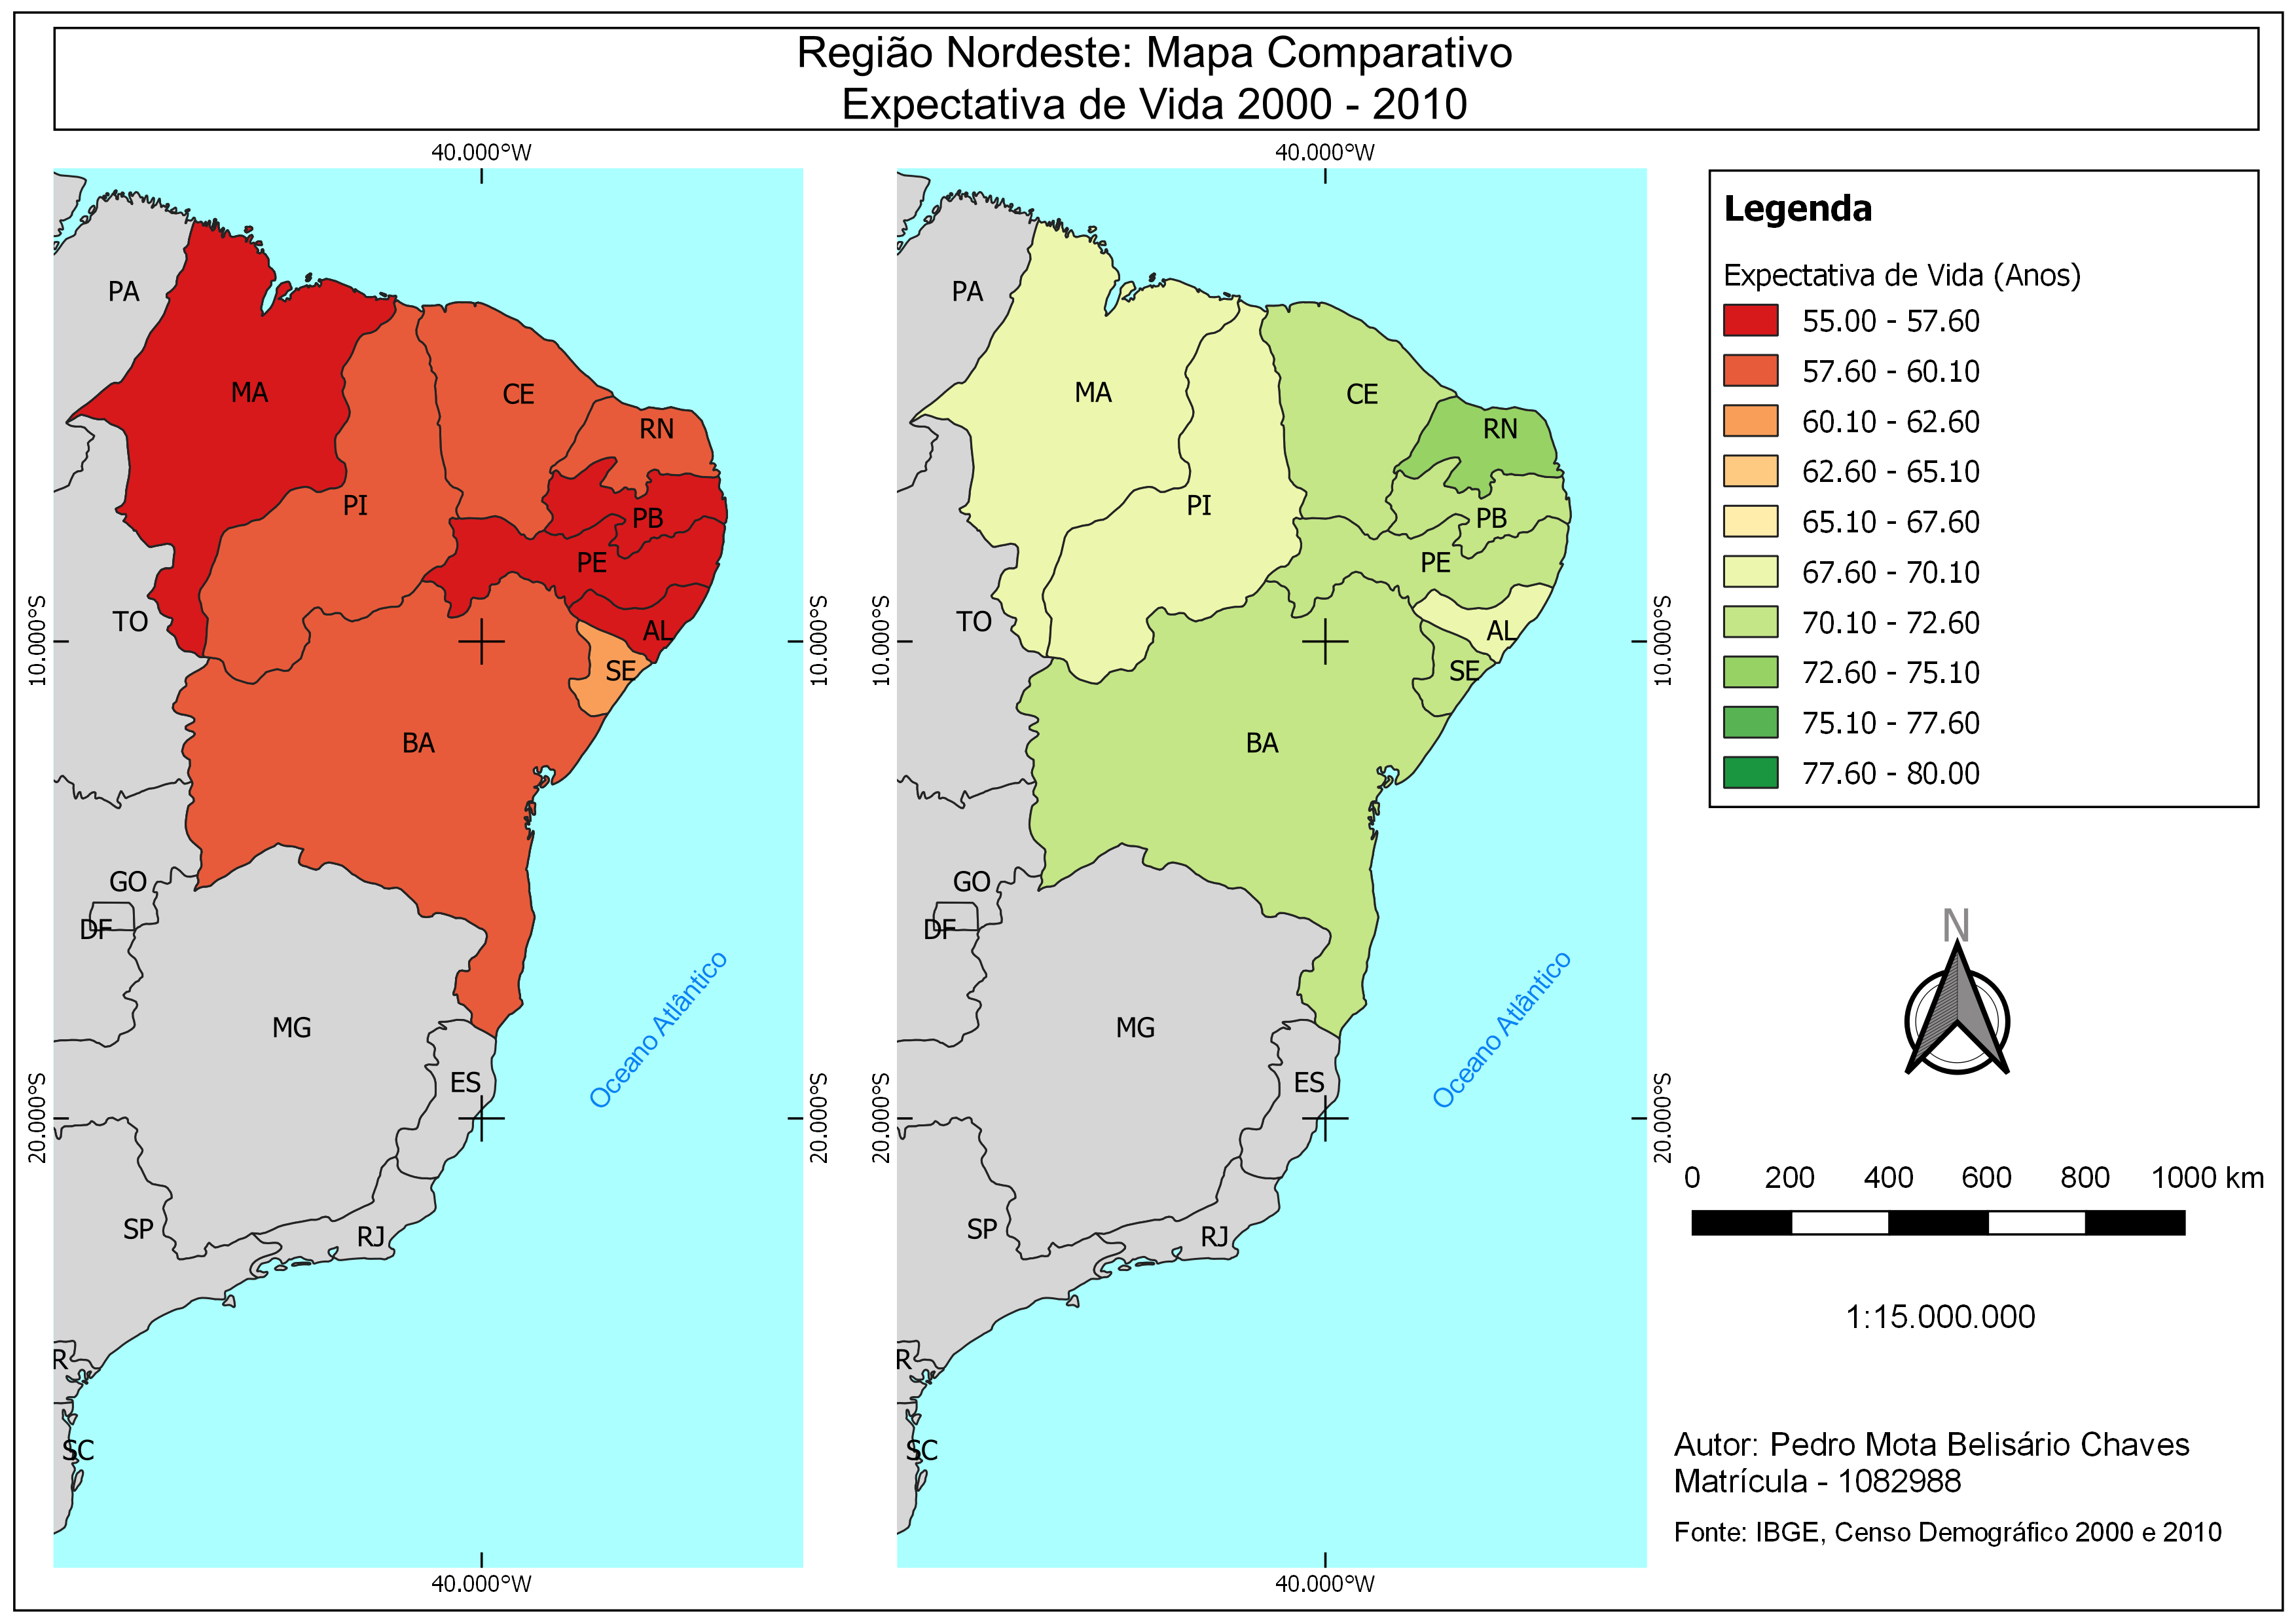 Região Nordeste: Mapa Comparativo
Expectativa de Vida 2000 - 2010
40.000°W
40.000°W
PA
MA
CE
RN
PI
PB
PE
TO
AL
SE
BA
GO
DF
MG
ES
SP
RJ
R
SC
Oceano Atlântico
10.000°S
10.000°S
20.000°S
20.000°S
40.000°W
PA
MA
CE
RN
PI
PB
PE
TO
AL
SE
BA
GO
DF
MG
ES
SP
RJ
R
SC
Oceano Atlântico
10.000°S
10.000°S
20.000°S
20.000°S
40.000°W
Legenda
Expectativa de Vida (Anos)
55.00 - 57.60
57.60 - 60.10
60.10 - 62.60
62.60 - 65.10
65.10 - 67.60
67.60 - 70.10
70.10 - 72.60
72.60 - 75.10
75.10 - 77.60
77.60 - 80.00
N
0 200 400 600 800 1000 km
1:15.000.000
Autor: Pedro Mota Belisário Chaves
Matrícula - 1082988
Fonte: IBGE, Censo Demográfico 2000 e 2010